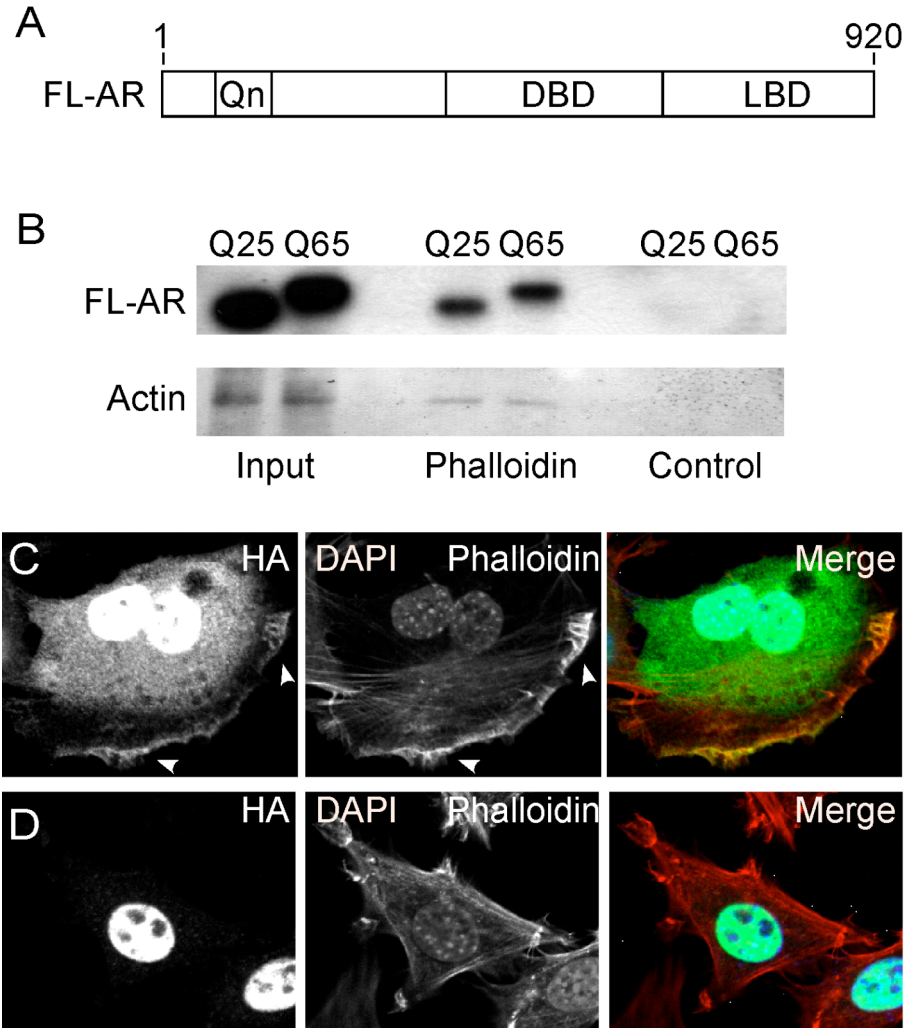 A
1 920
FL-AR Qn DBD LBD
B
Q25 Q65 Q25 Q65 Q25 Q65
FL-AR
Actin
Input Phalloidin Control
C HA DAPI Phalloidin Merge
D HA DAPI Phalloidin Merge